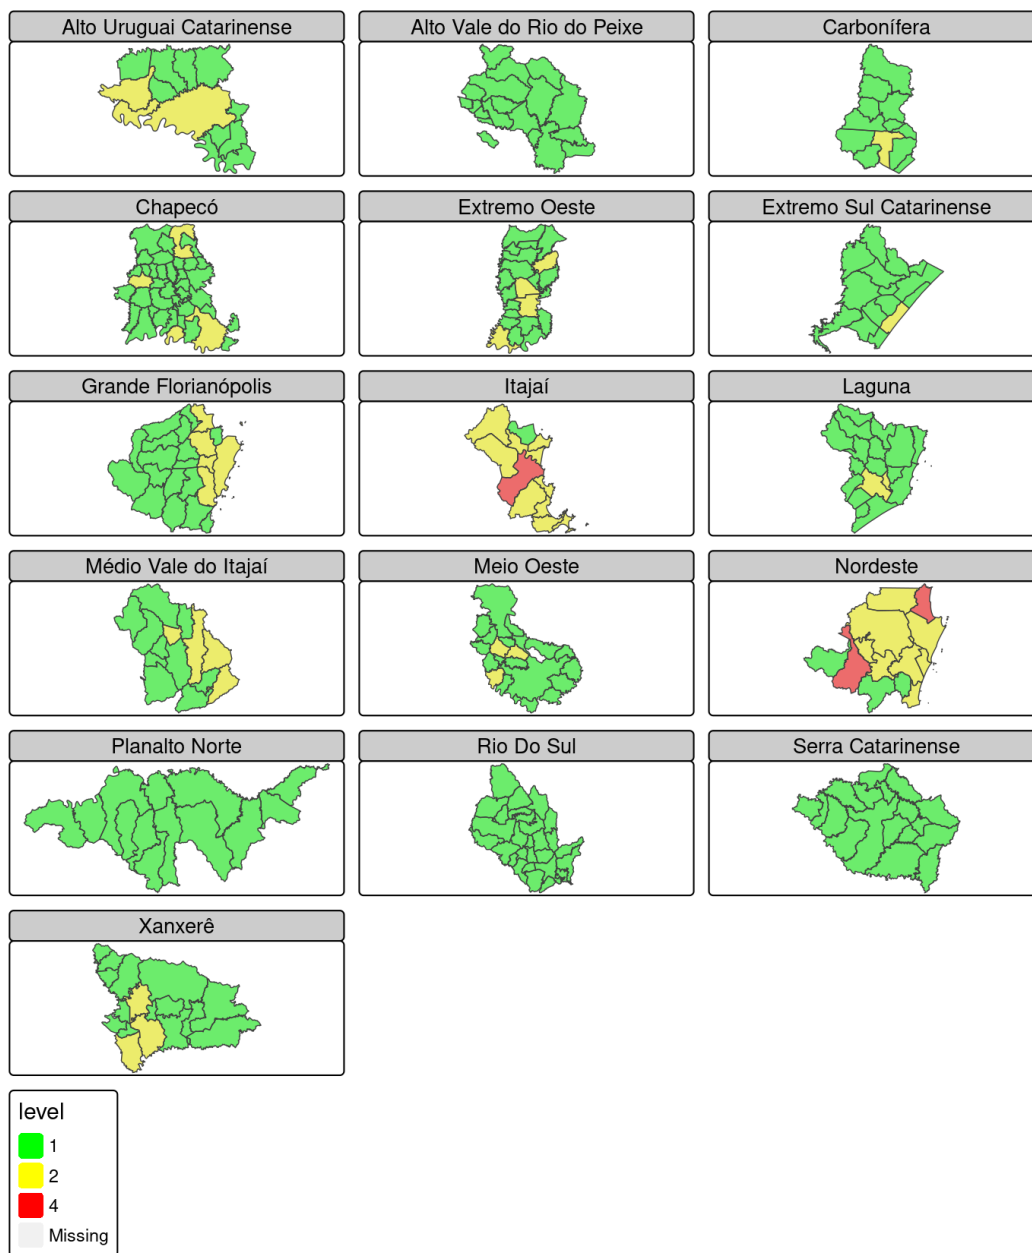 Alto Uruguai Catarinense
Alto Vale do Rio do Peixe
Carbonífera
Chapecó
Extremo Oeste
Extremo Sul Catarinense
Grande Florianópolis
Itajaí
Laguna
Médio Vale do Itajaí
Meio Oeste
Nordeste
Planalto Norte
Rio Do Sul
Serra Catarinense
Xanxerê
level
1
2
4
Missing